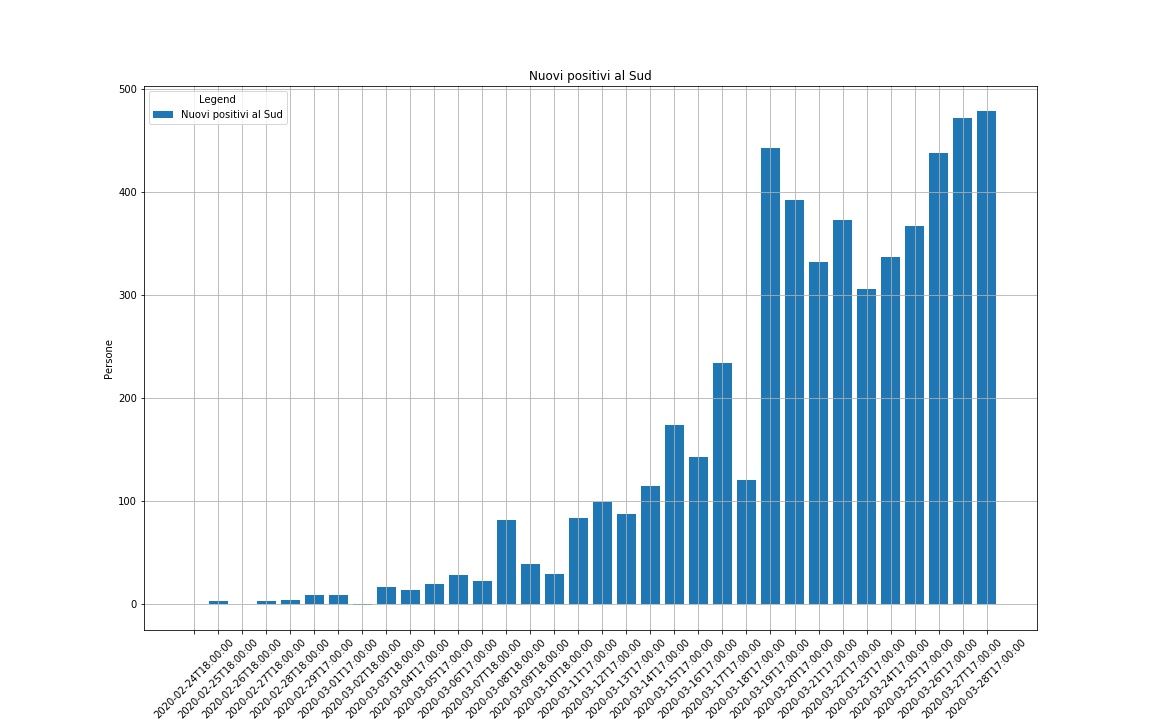 Nuovi positivi al Sud
Legend
Nuovi positivi al Sud
Persone
500
400
300
200
100
0
2020-02-24T18:00:00
2020-02-25T18:00:00
2020-02-26T18:00:00
2020-02-27T18:00:00
2020-02-28T18:00:00
2020-02-29T17:00:00
2020-03-01T17:00:00
2020-03-02T18:00:00
2020-03-03T18:00:00
2020-03-04T17:00:00
2020-03-05T17:00:00
2020-03-06T17:00:00
2020-03-07T18:00:00
2020-03-08T18:00:00
2020-03-09T18:00:00
2020-03-10T18:00:00
2020-03-11T17:00:00
2020-03-12T17:00:00
2020-03-13T17:00:00
2020-03-14T17:00:00
2020-03-15T17:00:00
2020-03-16T17:00:00
2020-03-17T17:00:00
2020-03-18T17:00:00
2020-03-19T17:00:00
2020-03-20T17:00:00
2020-03-21T17:00:00
2020-03-22T17:00:00
2020-03-23T17:00:00
2020-03-24T17:00:00
2020-03-25T17:00:00
2020-03-26T17:00:00
2020-03-27T17:00:00
2020-03-28T17:00:00